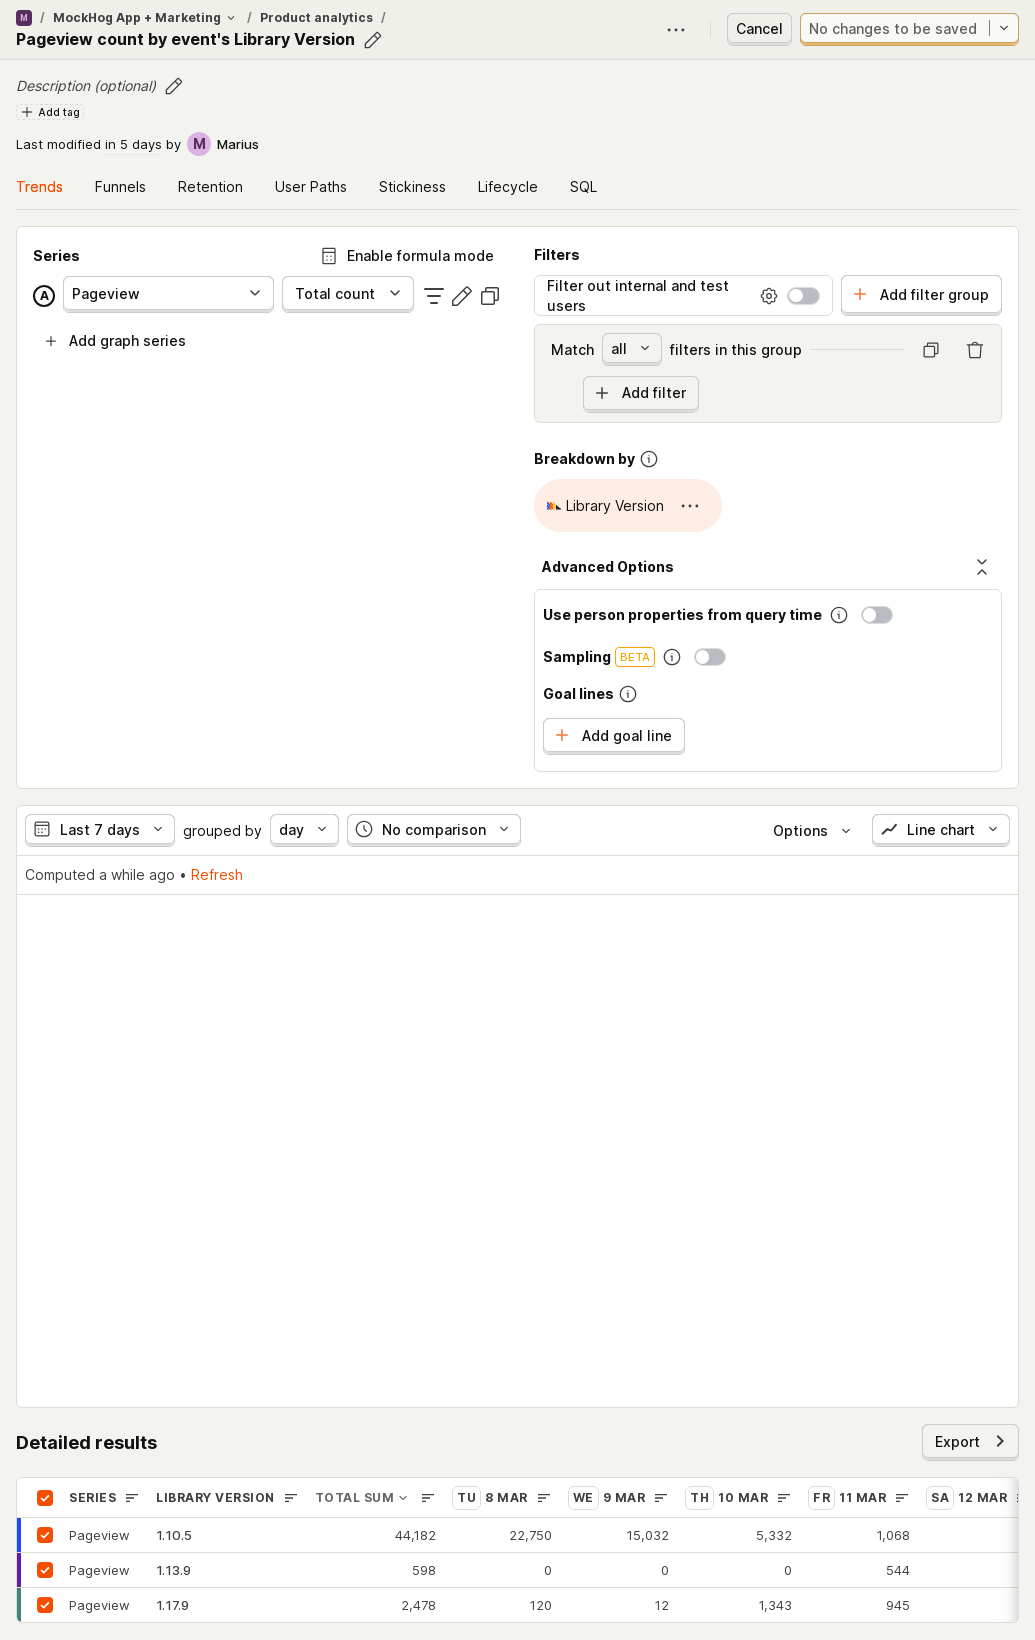 M / MockHog App + Marketing / Product analytics /
Pageview count by event's Library Version
Cancel
No changes to be saved
Description (optional)
Add tag
Last modified in 5 days by M Marius
Trends Funnels Retention User Paths Stickiness Lifecycle SQL
Series
Enable formula mode
A Pageview Total count
Add graph series
Filters
Filter out internal and test
users
Add filter group
Match all filters in this group
Add filter
Breakdown by
Library Version
Advanced Options
Use person properties from query time
Sampling BETA
Goal lines
Add goal line
Last 7 days grouped by day No comparison Options Line chart
Computed a while ago • Refresh
Detailed results
Export
SERIES LIBRARY VERSION TOTAL SUM TU 8 MAR WE 9 MAR TH 10 MAR FR 11 MAR SA 12 MAR
Pageview 1.10.5 44,182 22,750 15,032 5,332 1,068
Pageview 1.13.9 598 0 0 0 544
Pageview 1.17.9 2,478 120 12 1,343 945